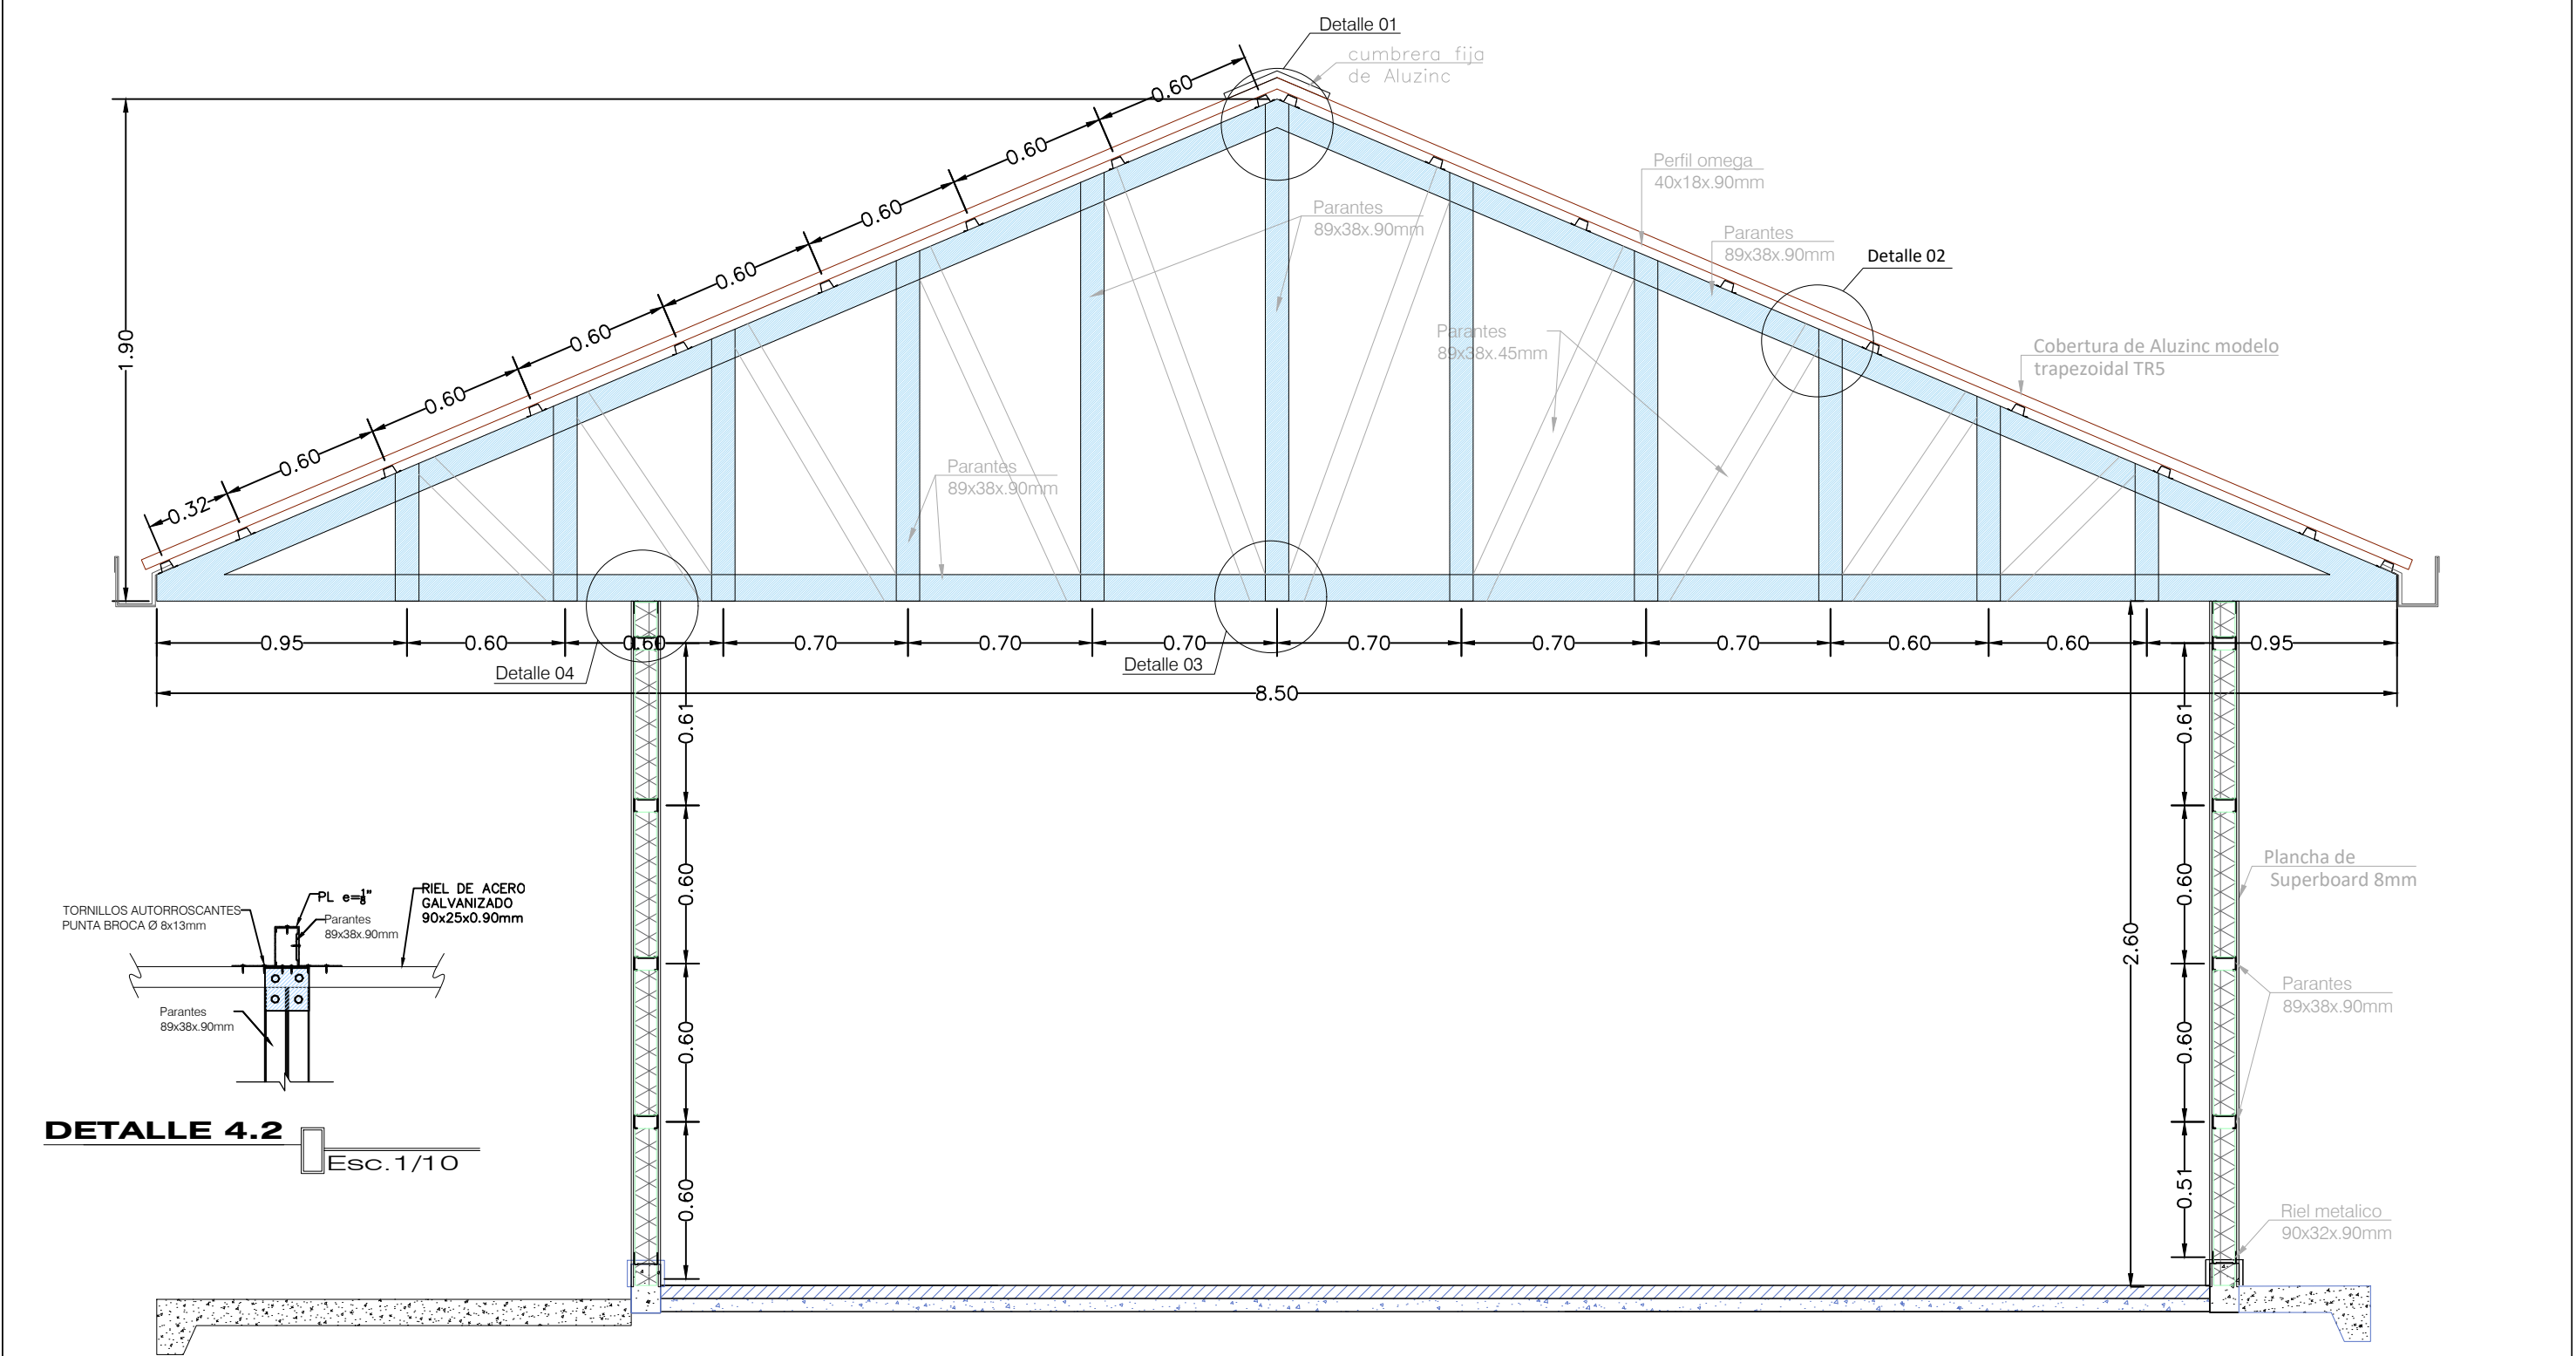 Detalle 01
cumbrera fija
de Aluzinc
0.60
0.60
0.60
0.60
0.60
0.60
0.60
0.32
1.90
Perfil omega
40x18x.90mm
Parantes
89x38x.90mm
Parantes
89x38x.90mm
Detalle 02
Parantes
89x38x.45mm
Cobertura de Aluzinc modelo
trapezoidal TR5
Parantes
89x38x.90mm
0.95
0.60
0.60
0.70
0.70
0.70
0.70
0.70
0.70
0.60
0.60
0.95
Detalle 04
Detalle 03
8.50
0.61
0.60
0.60
0.60
2.60
0.61
0.60
0.60
0.51
Plancha de
Superboard 8mm
Parantes
89x38x.90mm
Riel metalico
90x32x.90mm
TORNILLOS AUTORROSCANTES
PUNTA BROCA Ø 8x13mm
PL e=1/8"
Parantes
89x38x.90mm
RIEL DE ACERO
GALVANIZADO
90x25x0.90mm
Parantes
89x38x.90mm
DETALLE 4.2
Esc.1/10